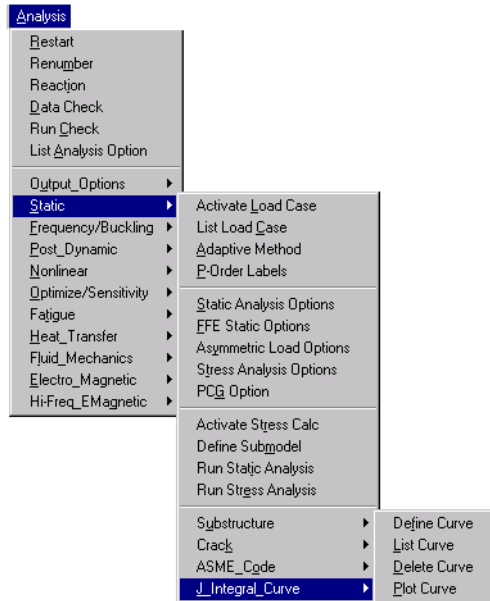 Analysis
Restart
Renumber
Reaction
Data Check
Run Check
List Analysis Option
Output_Options
Static
Frequency/Buckling
Post_Dynamic
Nonlinear
Optimize/Sensitivity
Fatigue
Heat_Transfer
Fluid_Mechanics
Electro_Magnetic
Hi-Freq_EMagnetic
Activate Load Case
List Load Case
Adaptive Method
P-Order Labels
Static Analysis Options
FFE Static Options
Asymmetric Load Options
Stress Analysis Options
PCG Option
Activate Stress Calc
Define Submodel
Run Static Analysis
Run Stress Analysis
Substructure
Crack
ASME_Code
J_Integral_Curve
Define Curve
List Curve
Delete Curve
Plot Curve